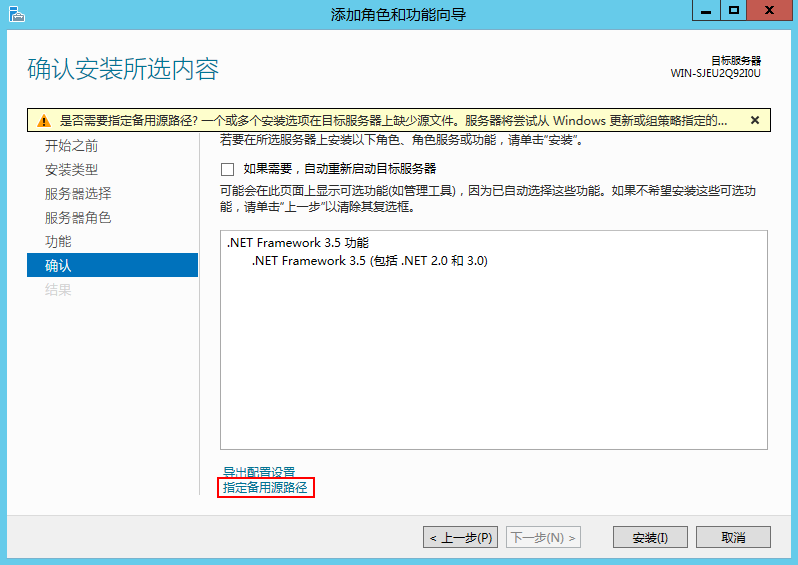 添加角色和功能向导
确认安装所选内容
目标服务器
WIN-SJEU2Q92I0U
是否需要指定备用源路径? 一个或多个安装选项在目标服务器上缺少源文件。服务器将尝试从 Windows 更新或组策略指定的...
开始之前
安装类型
服务器选择
服务器角色
功能
确认
结果
若要在所选服务器上安装以下角色、角色服务或功能，请单击“安装”。
如果需要，自动重新启动目标服务器
可能会在此页面上显示可选功能(如管理工具)，因为已自动选择这些功能。如果不希望安装这些可选功
能，请单击“上一步”以清除其复选框。
.NET Framework 3.5 功能
.NET Framework 3.5 (包括 .NET 2.0 和 3.0)
导出配置设置
指定备用源路径
< 上一步(P)
下一步(N) >
安装(I)
取消